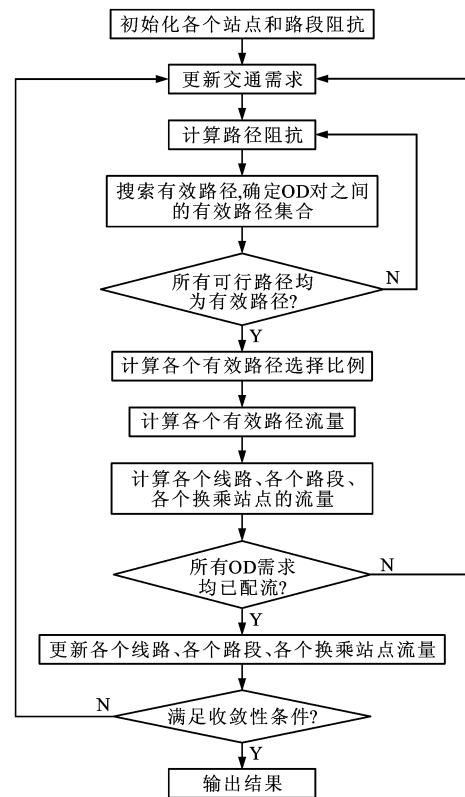 初始化各个站点和路段阻抗
更新交通需求
计算路径阻抗
搜索有效路径,确定OD对之间
的有效路径集合
所有可行路径均
为有效路径?
N
Y
计算各个有效路径选择比例
计算各个有效路径流量
计算各个线路、各个路段、
各个换乘站点的流量
所有OD需求
均已配流?
N
Y
更新各个线路、各个路段、各个换乘站点流量
N
满足收敛性条件?
Y
输出结果